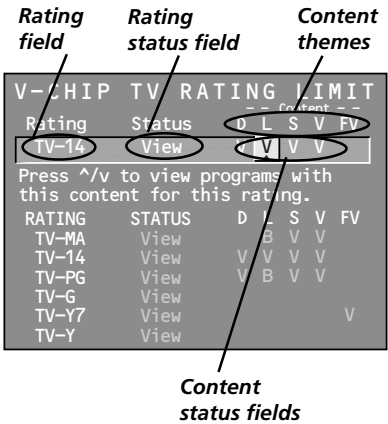 Rating field
Rating status field
Content themes
V-CHIP TV RATING LIMIT
- - Content - -
Rating Status D L S V FV
TV-14 View V V V V
Press ^/v to view programs with
this content for this rating.
RATING STATUS D L S V FV
TV-MA View B V V
TV-14 View V V V V
TV-PG View V B V V
TV-G View
TV-Y7 View V
TV-Y View
Content
status fields